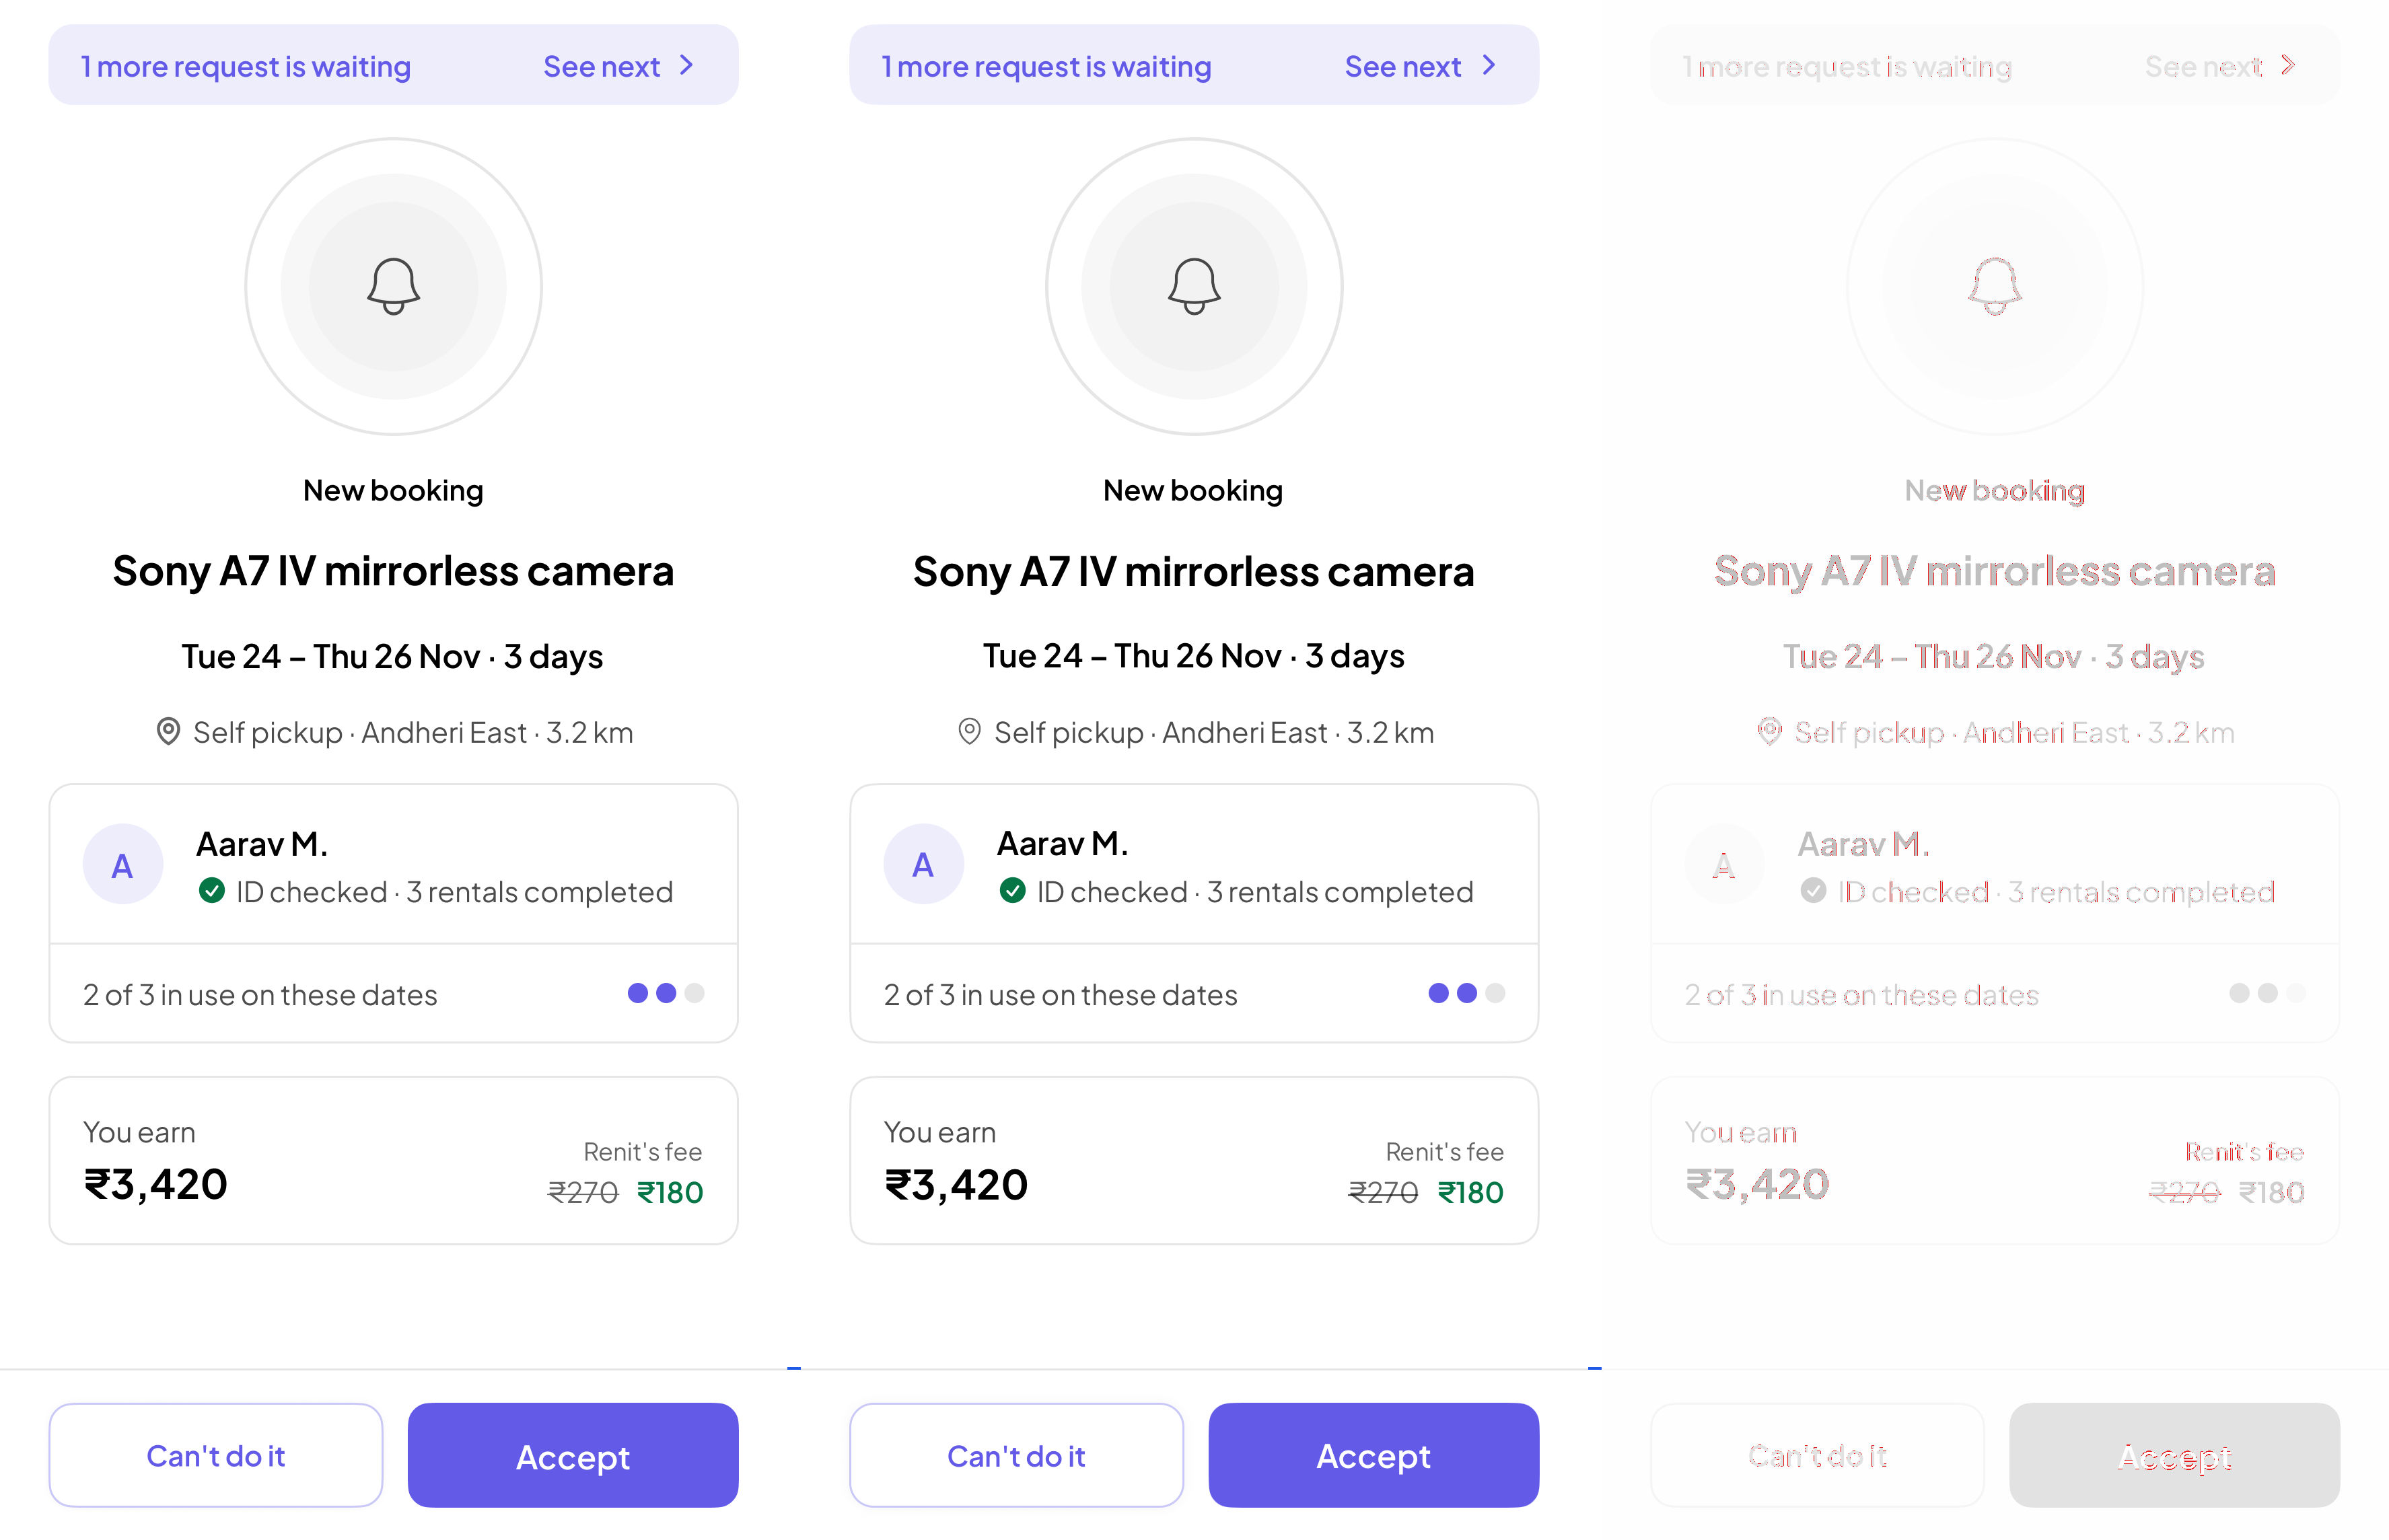 1 more request is waiting See next
New booking
Sony A7 IV mirrorless camera
Tue 24 – Thu 26 Nov · 3 days
Self pickup · Andheri East · 3.2 km
A
Aarav M.
ID checked · 3 rentals completed
2 of 3 in use on these dates
You earn
₹3,420
Renit's fee
₹270 ₹180
Can't do it
Accept
1 more request is waiting See next
New booking
Sony A7 IV mirrorless camera
Tue 24 – Thu 26 Nov · 3 days
Self pickup · Andheri East · 3.2 km
A
Aarav M.
ID checked · 3 rentals completed
2 of 3 in use on these dates
You earn
₹3,420
Renit's fee
₹270 ₹180
Can't do it
Accept
1 more request is waiting See next
New booking
Sony A7 IV mirrorless camera
Tue 24 – Thu 26 Nov · 3 days
Self pickup · Andheri East · 3.2 km
A
Aarav M.
ID checked · 3 rentals completed
2 of 3 in use on these dates
You earn
₹3,420
Renit's fee
₹270 ₹180
Can't do it
Accept